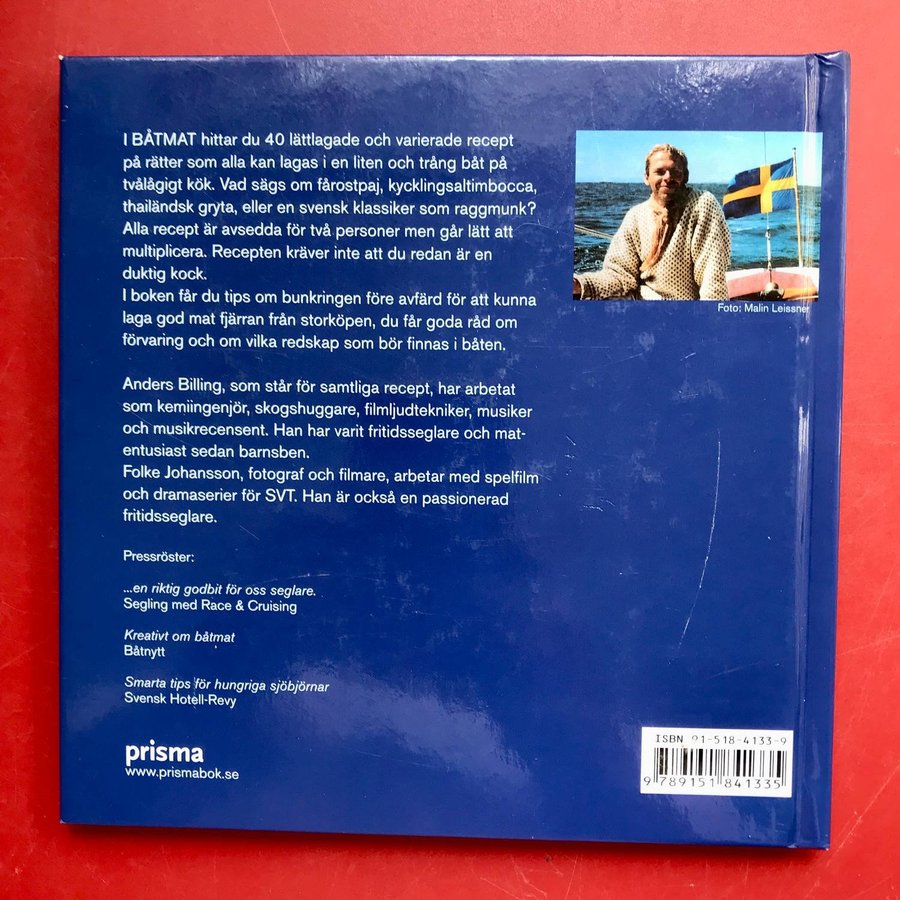 I BÅTMAT hittar du 40 lättlagade och varierade recept
på rätter som alla kan lagas i en liten och trång båt på
tvålågigt kök. Vad sägs om fårostpaj, kycklingsaltimbocca,
thailändsk gryta, eller en svensk klassiker som raggmunk?
Alla recept är avsedda för två personer men går lätt att
multiplicera. Recepten kräver inte att du redan är en
duktig kock.
I boken får du tips om bunkringen före avfärd för att kunna
laga god mat fjärran från storköpen, du får goda råd om
förvaring och om vilka redskap som bör finnas i båten.
Foto: Malin Leissner
Anders Billing, som står för samtliga recept, har arbetat
som kemiingenjör, skogshuggare, filmljudtekniker, musiker
och musikrecensent. Han har varit fritidsseglare och mat-
entusiast sedan barnsben.
Folke Johansson, fotograf och filmare, arbetar med spelfilm
och dramaserier för SVT. Han är också en passionerad
fritidsseglare.
Pressröster:
...en riktig godbit för oss seglare.
Segling med Race & Cruising
Kreativt om båtmat
Båtnytt
Smarta tips för hungriga sjöbjörnar
Svensk Hotell-Revy
prisma
www.prismabok.se
ISBN 91-518-4133-9
9 789151 841335